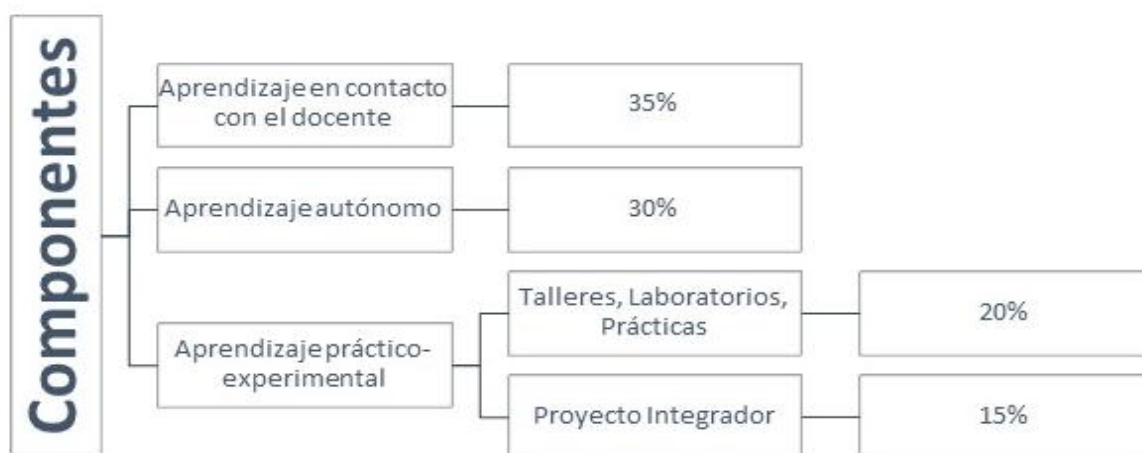 Componentes
Aprendizaje en contacto
con el docente
35%
Aprendizaje autónomo
30%
Aprendizaje práctico-
experimental
Talleres, Laboratorios,
Prácticas
20%
Proyecto Integrador
15%